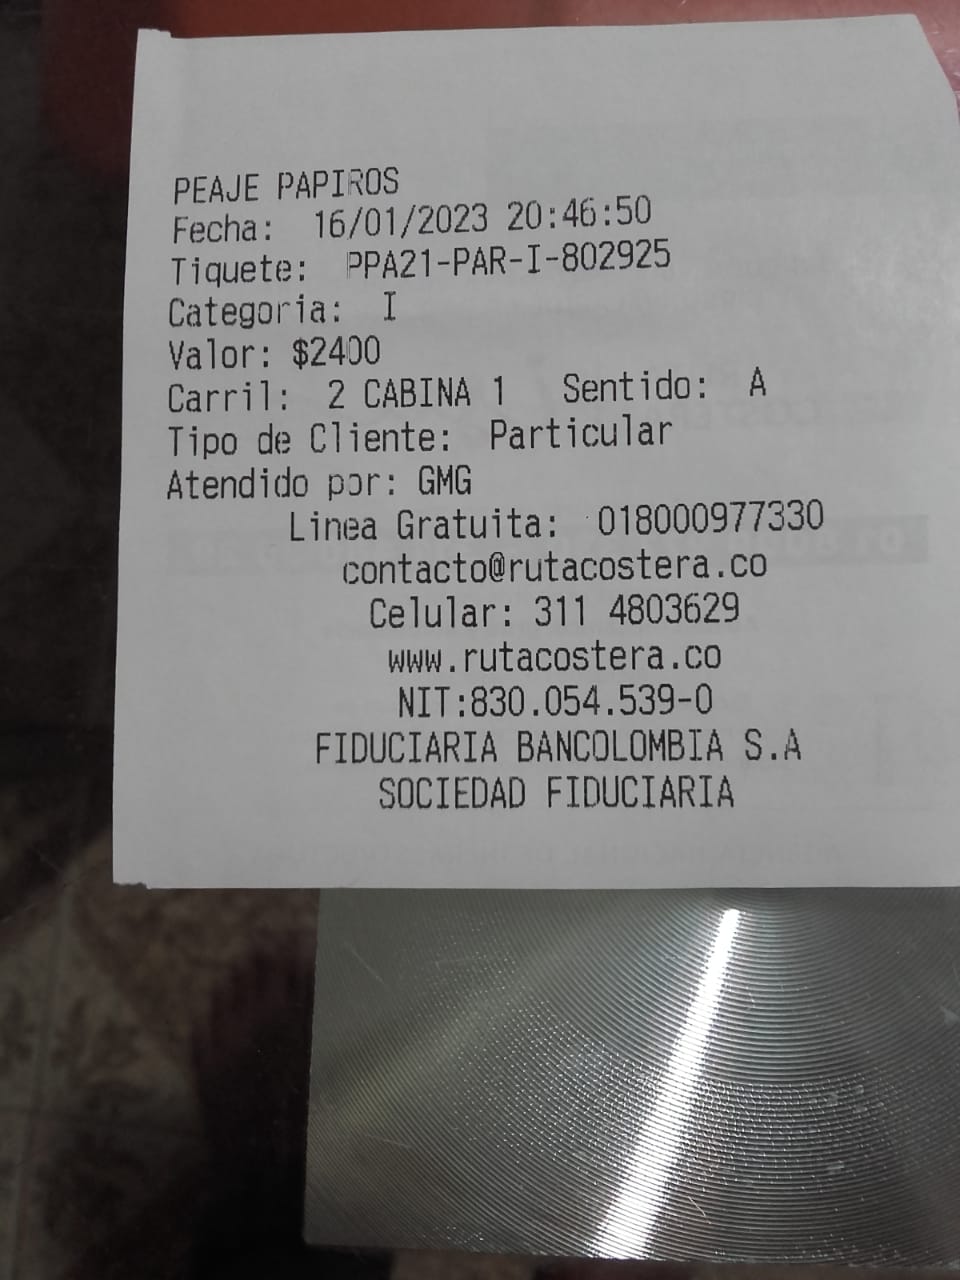 PEAJE PAPIROS
Fecha: 16/01/2023 20:46:50
Tiquete: PPA21-PAR-I-802925
Categoria: I
Valor: $2400
Carril: 2 CABINA 1 Sentido: A
Tipo de Cliente: Particular
Atendido por: GMG
Linea Gratuita: 018000977330
contacto@rutacostera.co
Celular: 311 4803629
www.rutacostera.co
NIT:830.054.539-0
FIDUCIARIA BANCOLOMBIA S.A
SOCIEDAD FIDUCIARIA